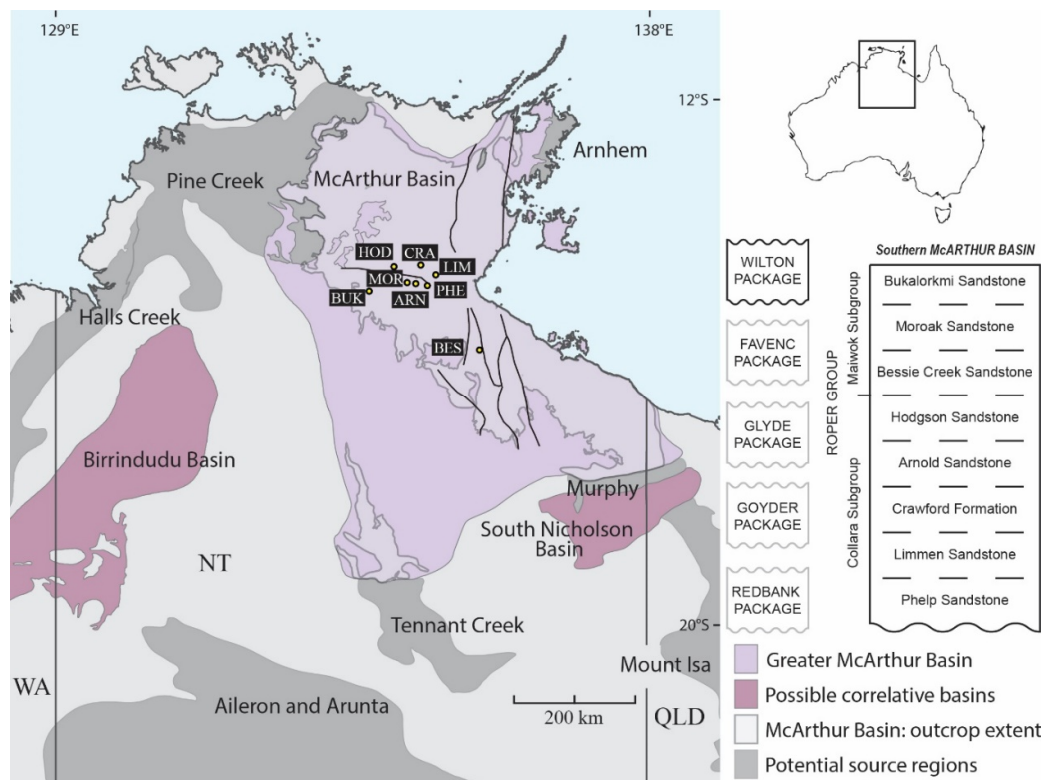 129°E
138°E
12°S
Arnhem
Pine Creek
McArthur Basin
HOD
CRA
LIM
MOR
PHE
BUK
ARN
BES
Halls Creek
Birrindudu Basin
Murphy
South Nicholson
Basin
NT
Tennant Creek
20°S
Mount Isa
WA
Aileron and Arunta
200 km
QLD
WILTON
PACKAGE
FAVENC
PACKAGE
GLYDE
PACKAGE
GOYDER
PACKAGE
REDBANK
PACKAGE
ROPER GROUP
Maiwok Subgroup
Collara Subgroup
Southern McARTHUR BASIN
Bukalorkmi Sandstone
Moroak Sandstone
Bessie Creek Sandstone
Hodgson Sandstone
Arnold Sandstone
Crawford Formation
Limmen Sandstone
Phelp Sandstone
Greater McArthur Basin
Possible correlative basins
McArthur Basin: outcrop extent
Potential source regions